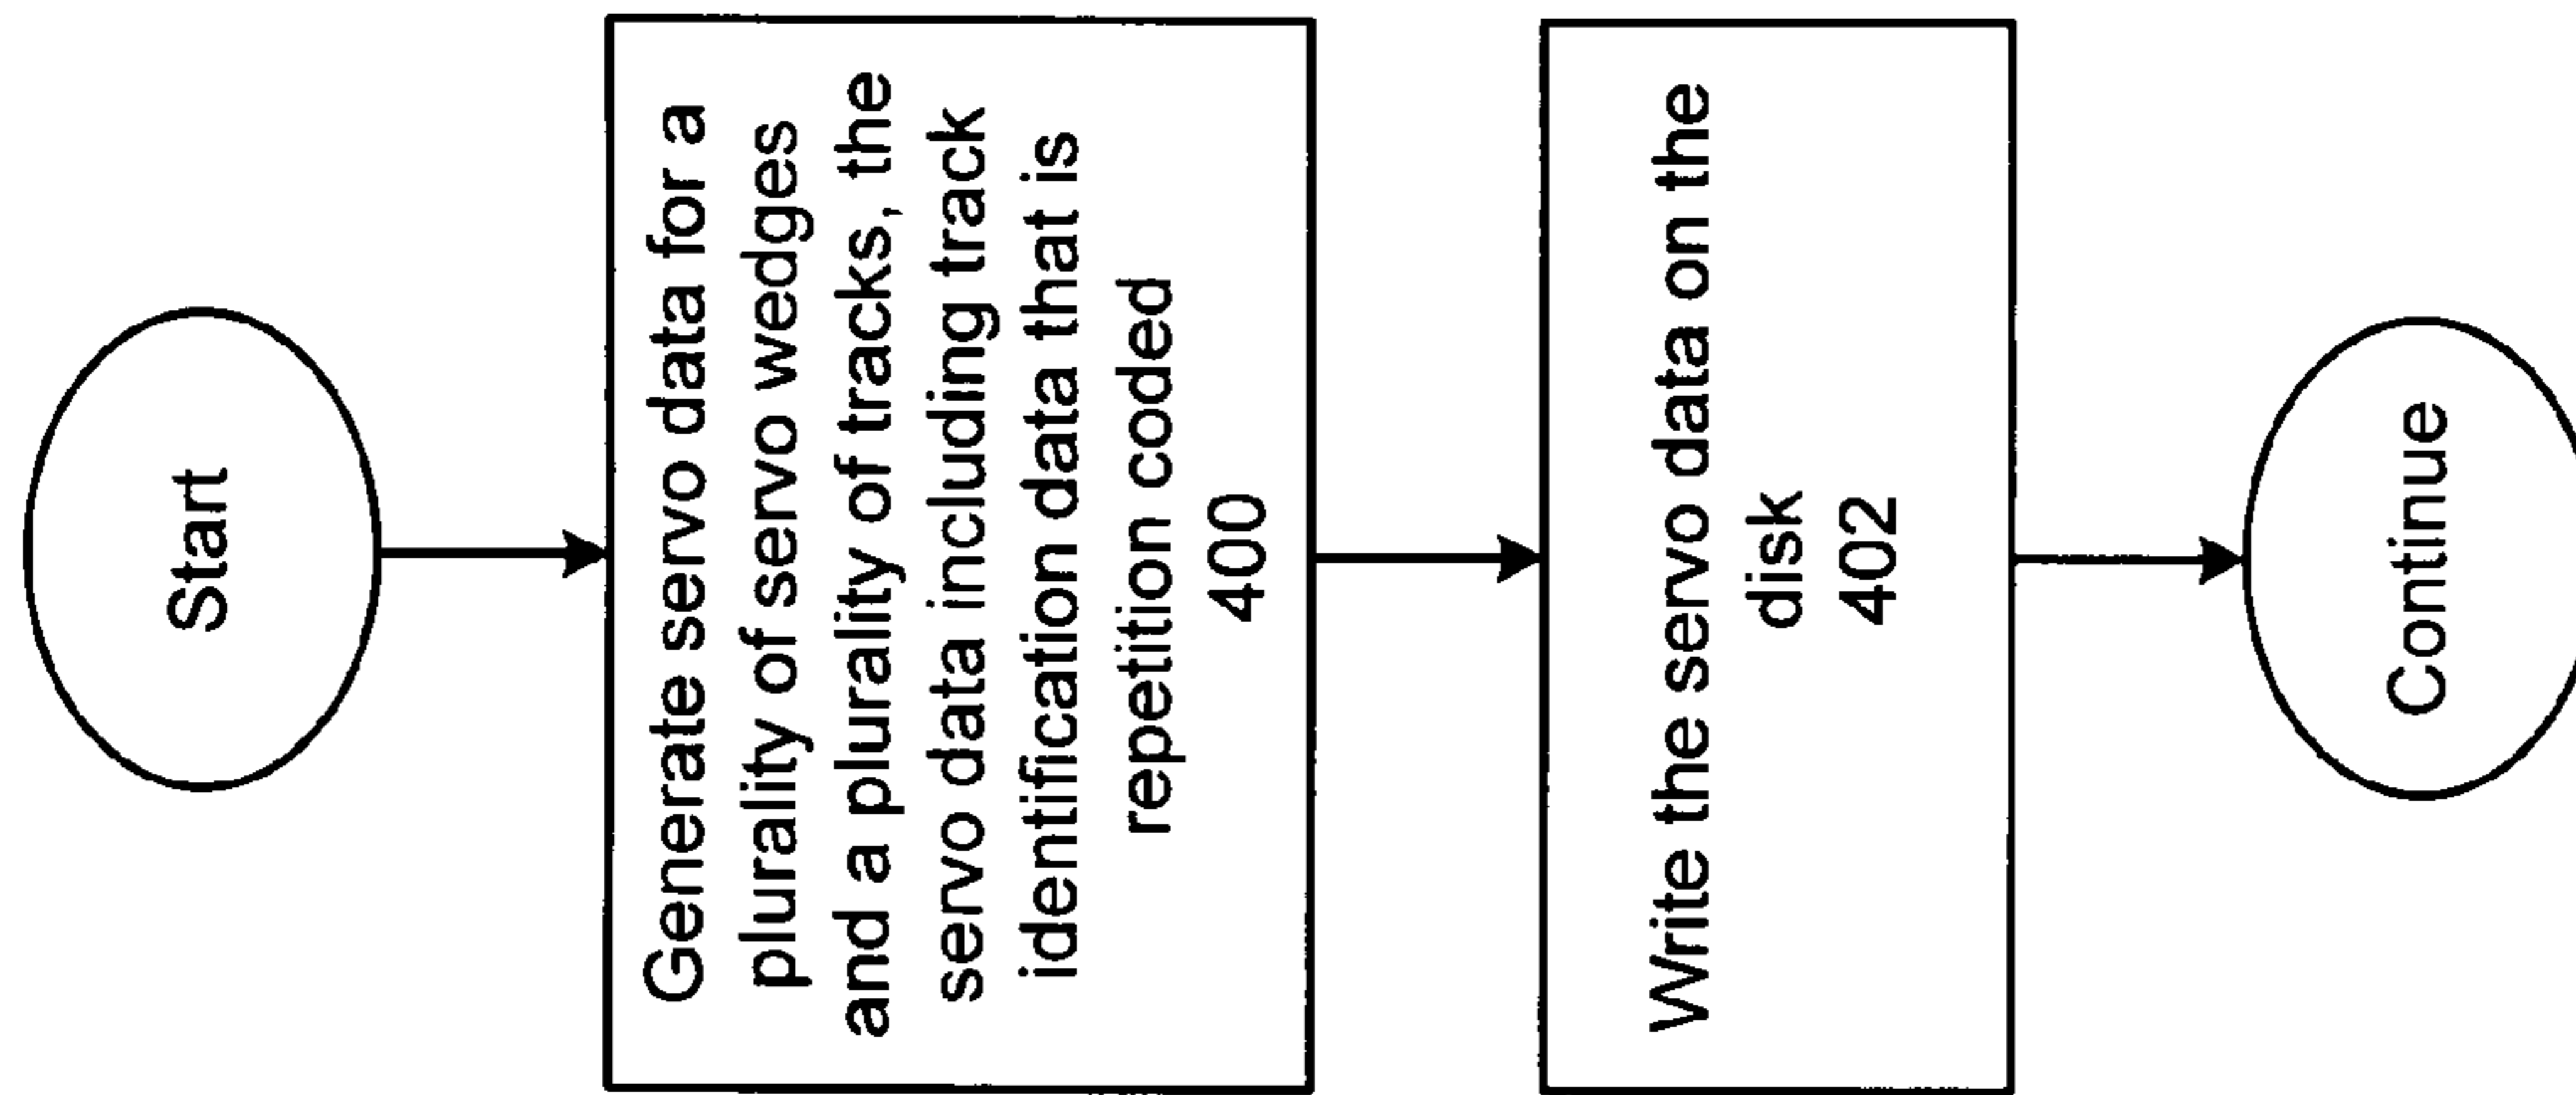 Start
Generate servo data for a
plurality of servo wedges
and a plurality of tracks, the
servo data including track
identification data that is
repetition coded
400
Write the servo data on the
disk
402
Continue